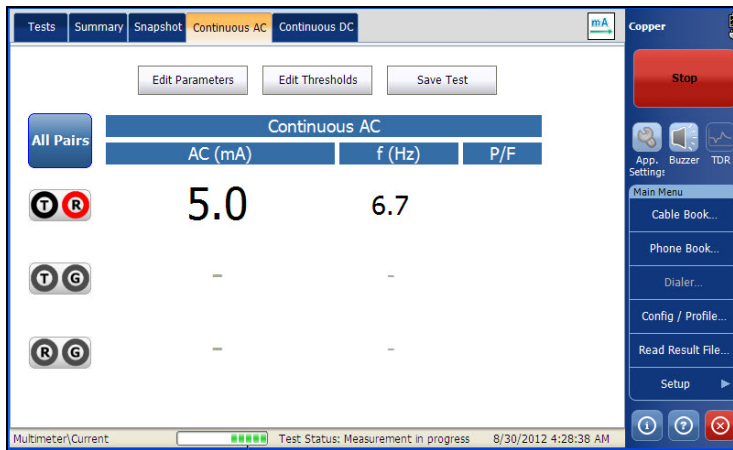 Tests Summary Snapshot Continuous AC Continuous DC mA Copper
Edit Parameters Edit Thresholds Save Test Stop
All Pairs Continuous AC
AC (mA) f (Hz) P/F
App. Settings Buzzer TDR
Main Menu
T R 5.0 6.7
Cable Book...
Phone Book...
T G - -
Dialer...
Config / Profile...
R G - -
Read Result File...
Setup
Multimeter\Current Test Status: Measurement in progress 8/30/2012 4:28:38 AM